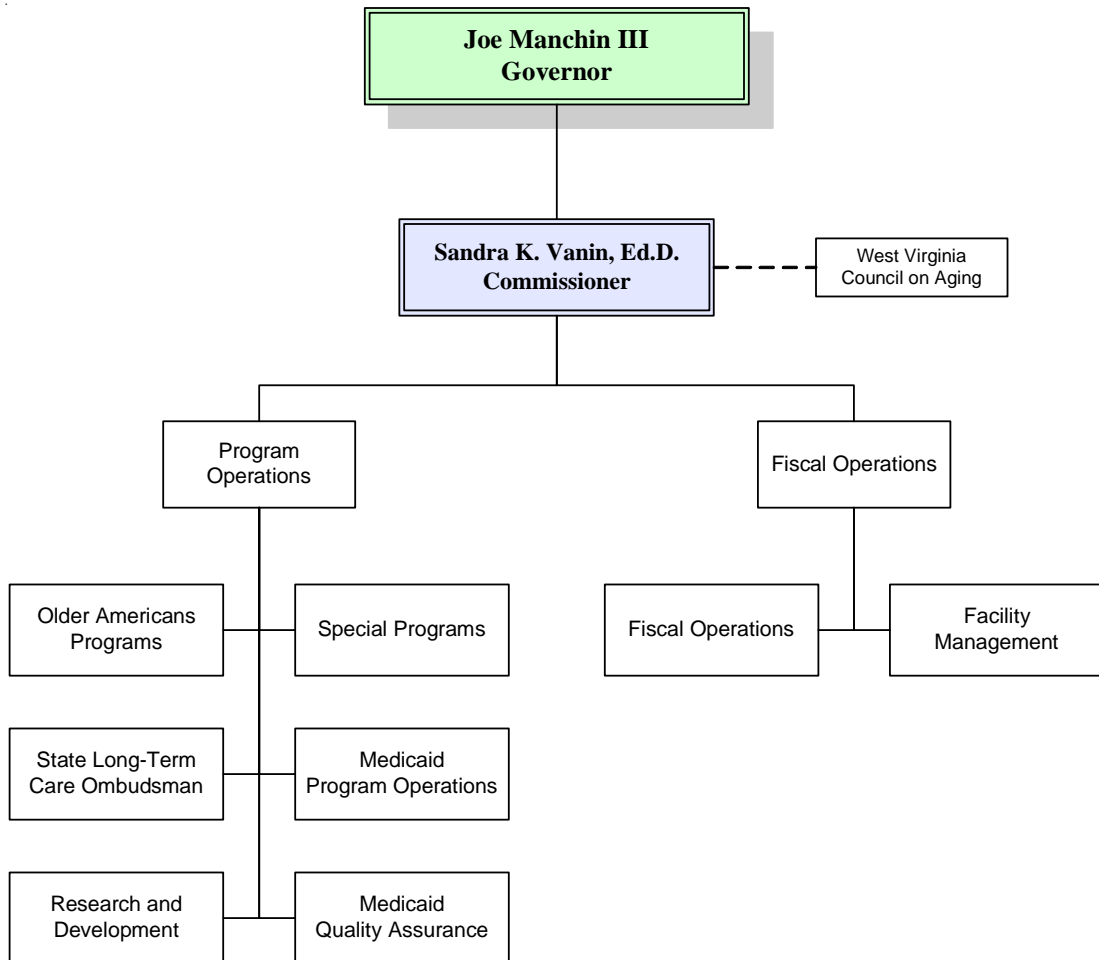 Joe Manchin III
Governor
Sandra K. Vanin, Ed.D.
Commissioner
West Virginia
Council on Aging
Program
Operations
Fiscal Operations
Older Americans
Programs
Special Programs
Fiscal Operations
Facility
Management
State Long-Term
Care Ombudsman
Medicaid
Program Operations
Research and
Development
Medicaid
Quality Assurance